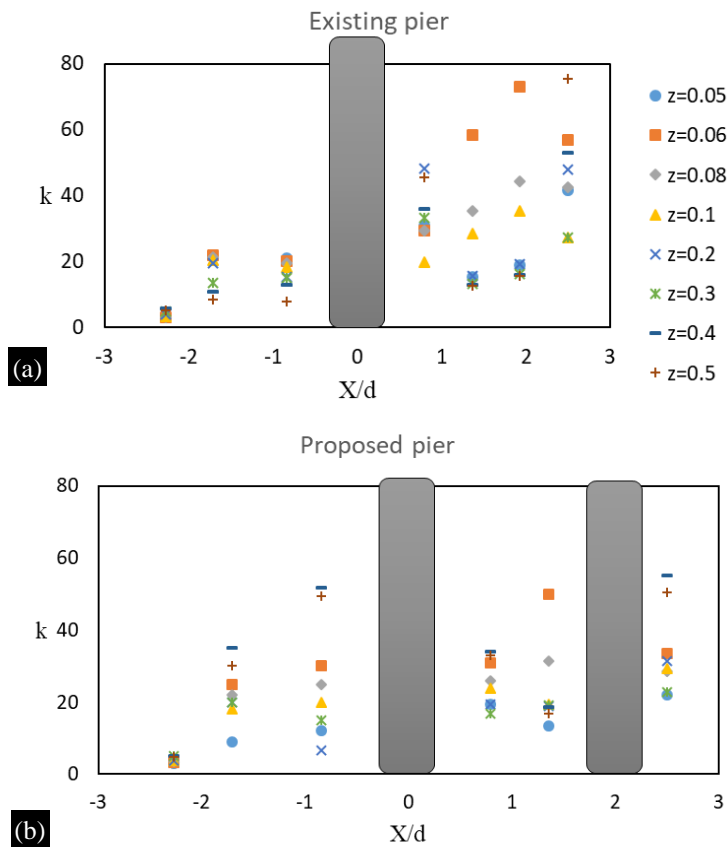 Existing pier
80
60
40
20
0
k
-3 -2 -1 0 1 2 3
X/d
(a)
z=0.05
z=0.06
z=0.08
z=0.1
z=0.2
z=0.3
z=0.4
z=0.5
Proposed pier
80
60
40
20
0
k
-3 -2 -1 0 1 2 3
X/d
(b)